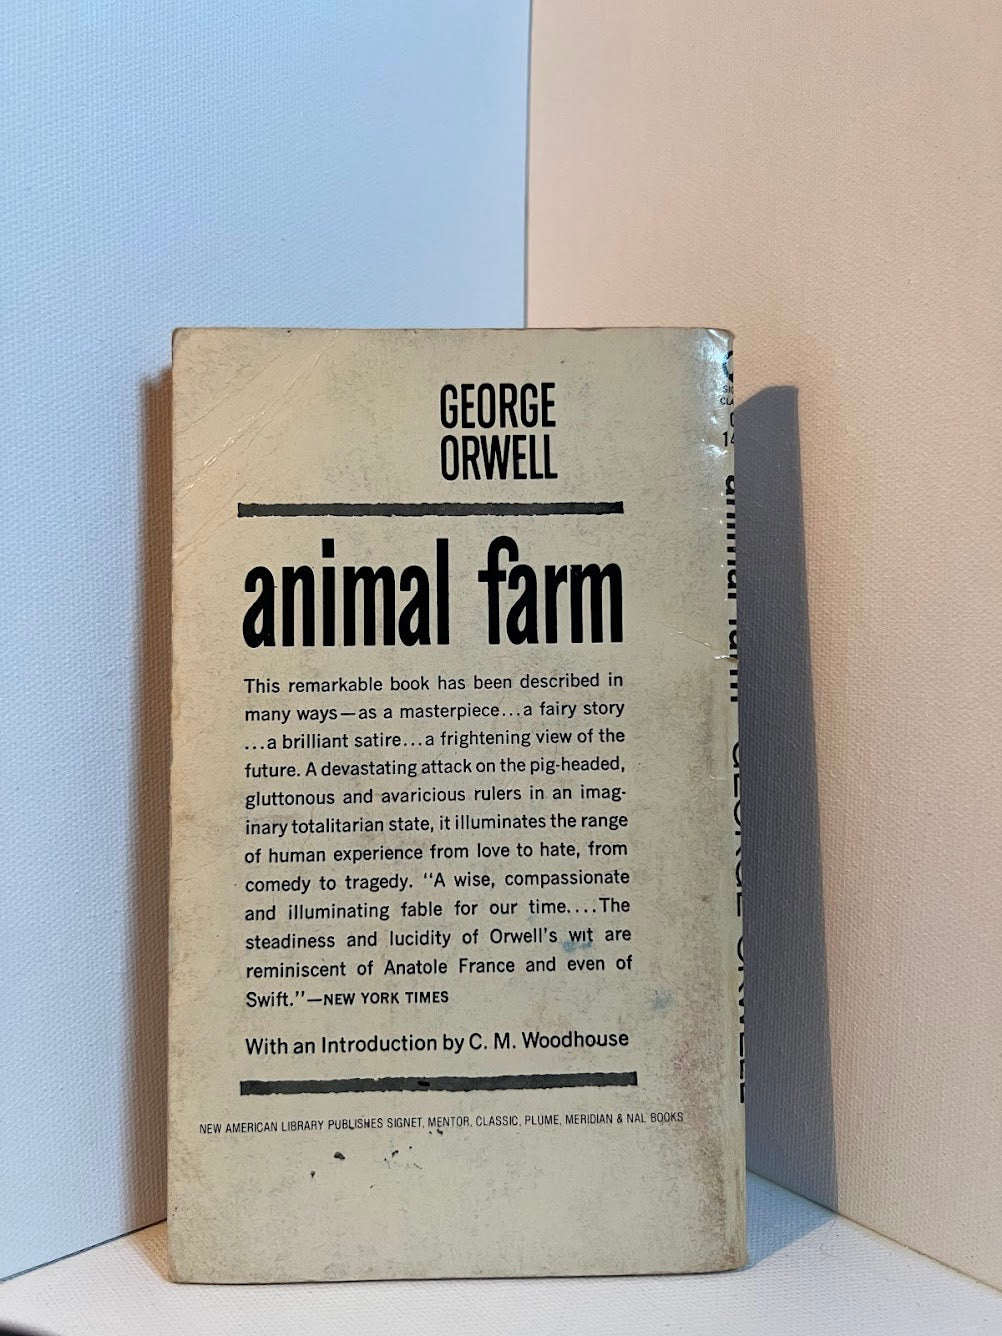 GEORGE
ORWELL
animal farm
This remarkable book has been described in
many ways—as a masterpiece...a fairy story
...a brilliant satire...a frightening view of the
future. A devastating attack on the pig-headed,
gluttonous and avaricious rulers in an imag-
inary totalitarian state, it illuminates the range
of human experience from love to hate, from
comedy to tragedy. “A wise, compassionate
and illuminating fable for our time....The
steadiness and lucidity of Orwell's wit are
reminiscent of Anatole France and even of
Swift.”—NEW YORK TIMES
With an Introduction by C. M. Woodhouse
NEW AMERICAN LIBRARY PUBLISHES SIGNET, MENTOR, CLASSIC, PLUME, MERIDIAN & NAL BOOKS
animal farm GEORGE ORWELL